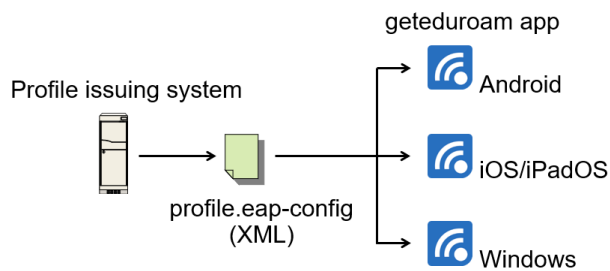 geteduroam app
Profile issuing system
Android
iOS/iPadOS
profile.eap-config
(XML)
Windows